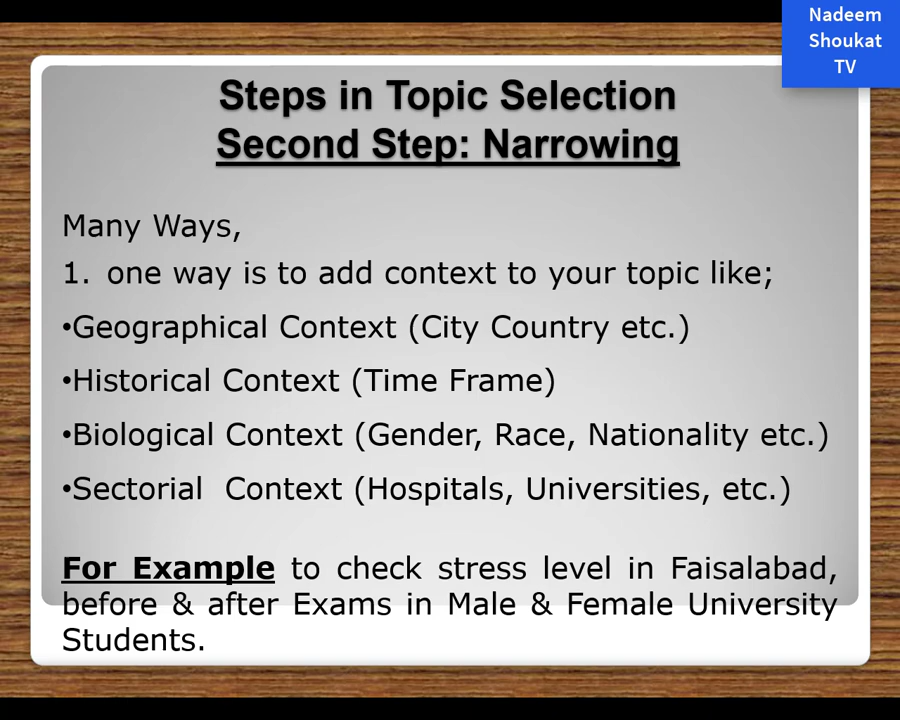 Nadeem
Shoukat
TV
Steps in Topic Selection
Second Step: Narrowing
Many Ways,
1. one way is to add context to your topic like;
•Geographical Context (City Country etc.)
•Historical Context (Time Frame)
•Biological Context (Gender, Race, Nationality etc.)
•Sectorial Context (Hospitals, Universities, etc.)
For Example to check stress level in Faisalabad,
before & after Exams in Male & Female University
Students.